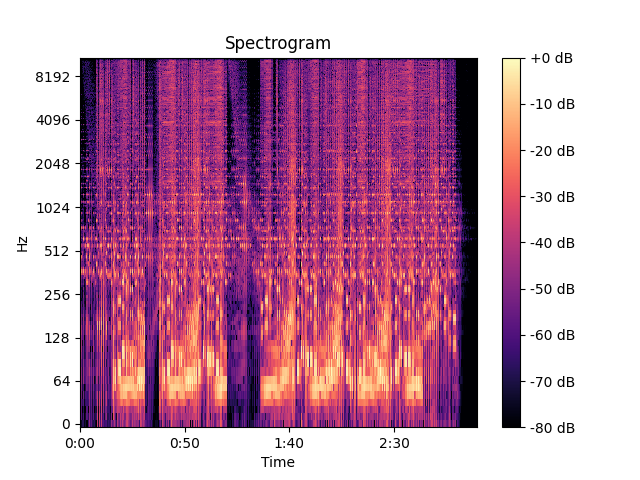 Spectrogram
Hz
8192
4096
2048
1024
512
256
128
64
0
0:00
0:50
1:40
2:30
Time
+0 dB
-10 dB
-20 dB
-30 dB
-40 dB
-50 dB
-60 dB
-70 dB
-80 dB